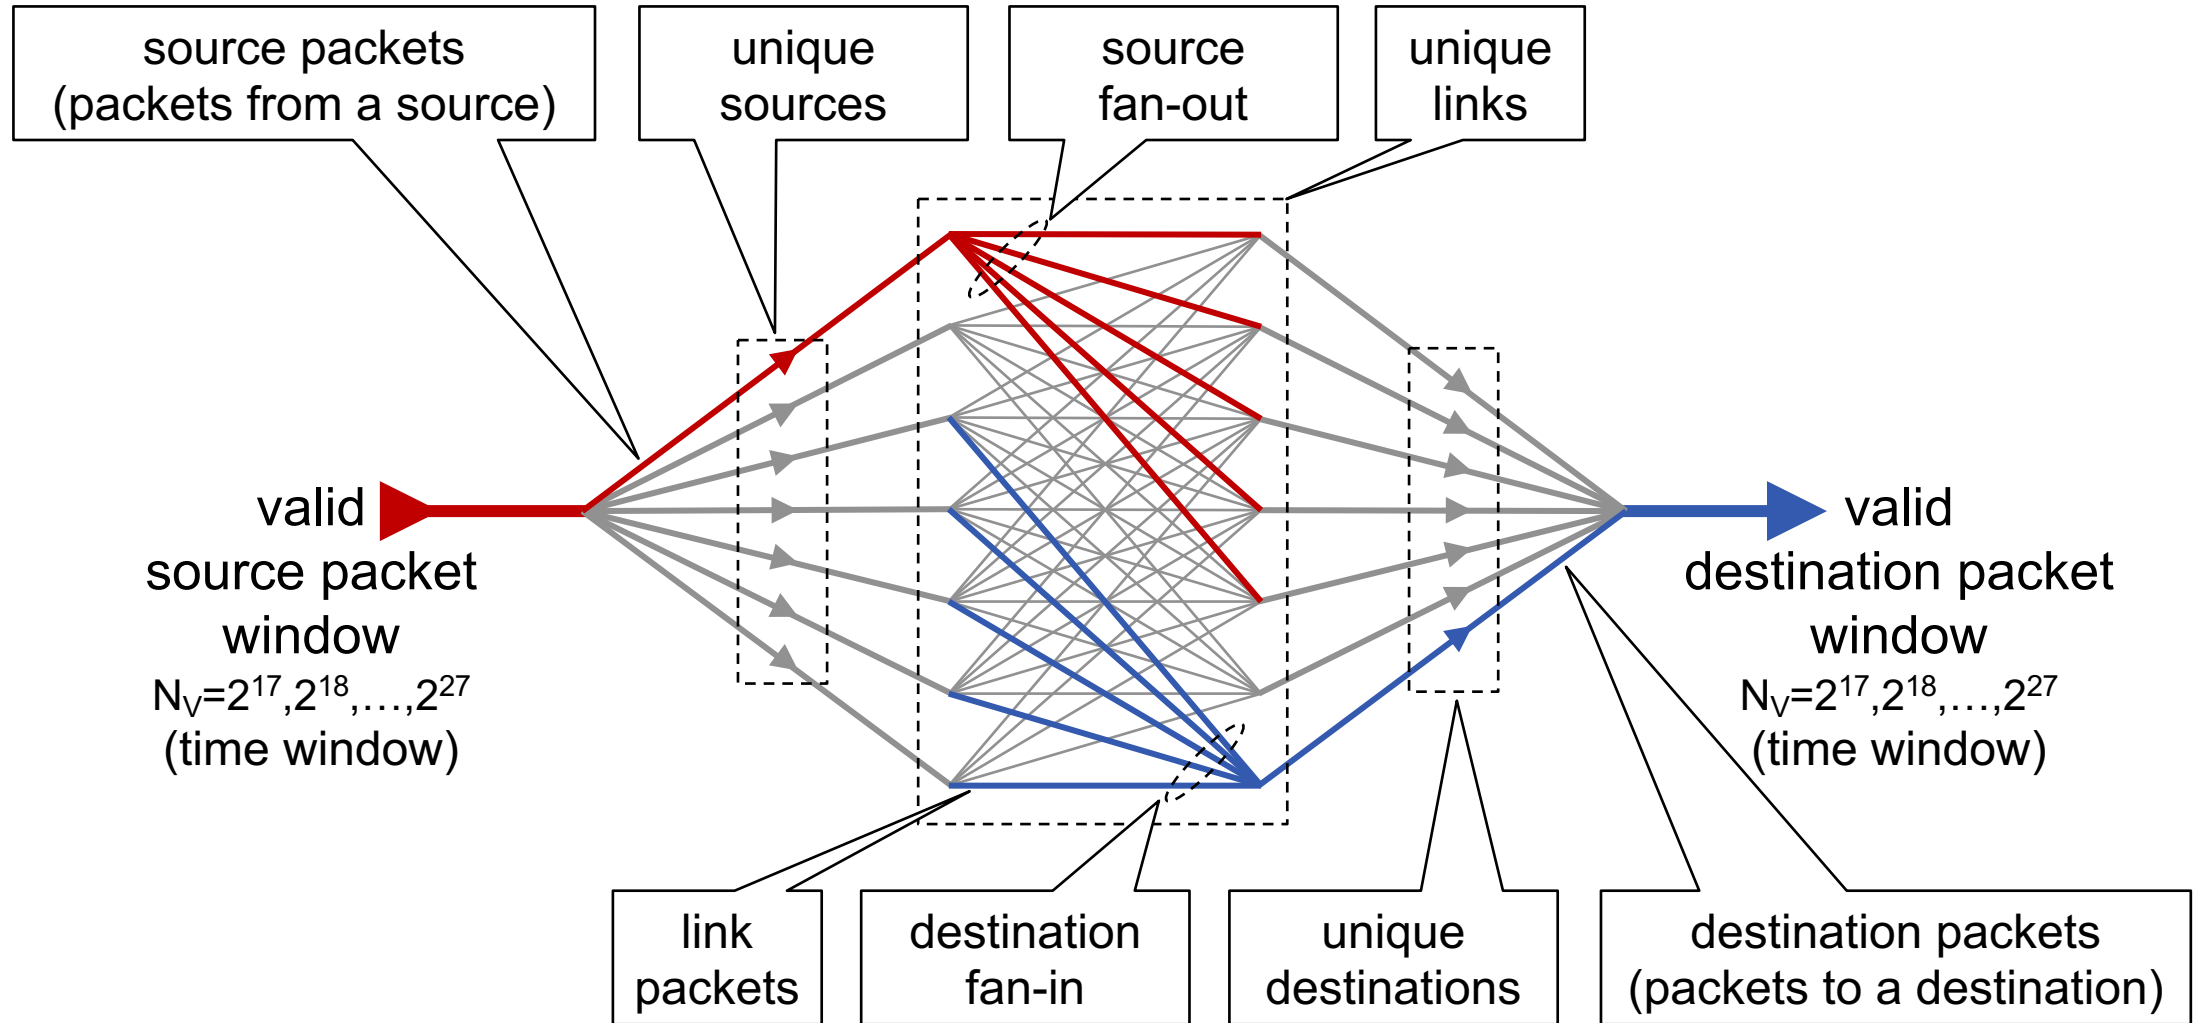 source packets
(packets from a source)
unique
sources
source
fan-out
unique
links
valid
source packet
window
N_V=2^17,2^18,…,2^27
(time window)
valid
destination packet
window
N_V=2^17,2^18,…,2^27
(time window)
link
packets
destination
fan-in
unique
destinations
destination packets
(packets to a destination)